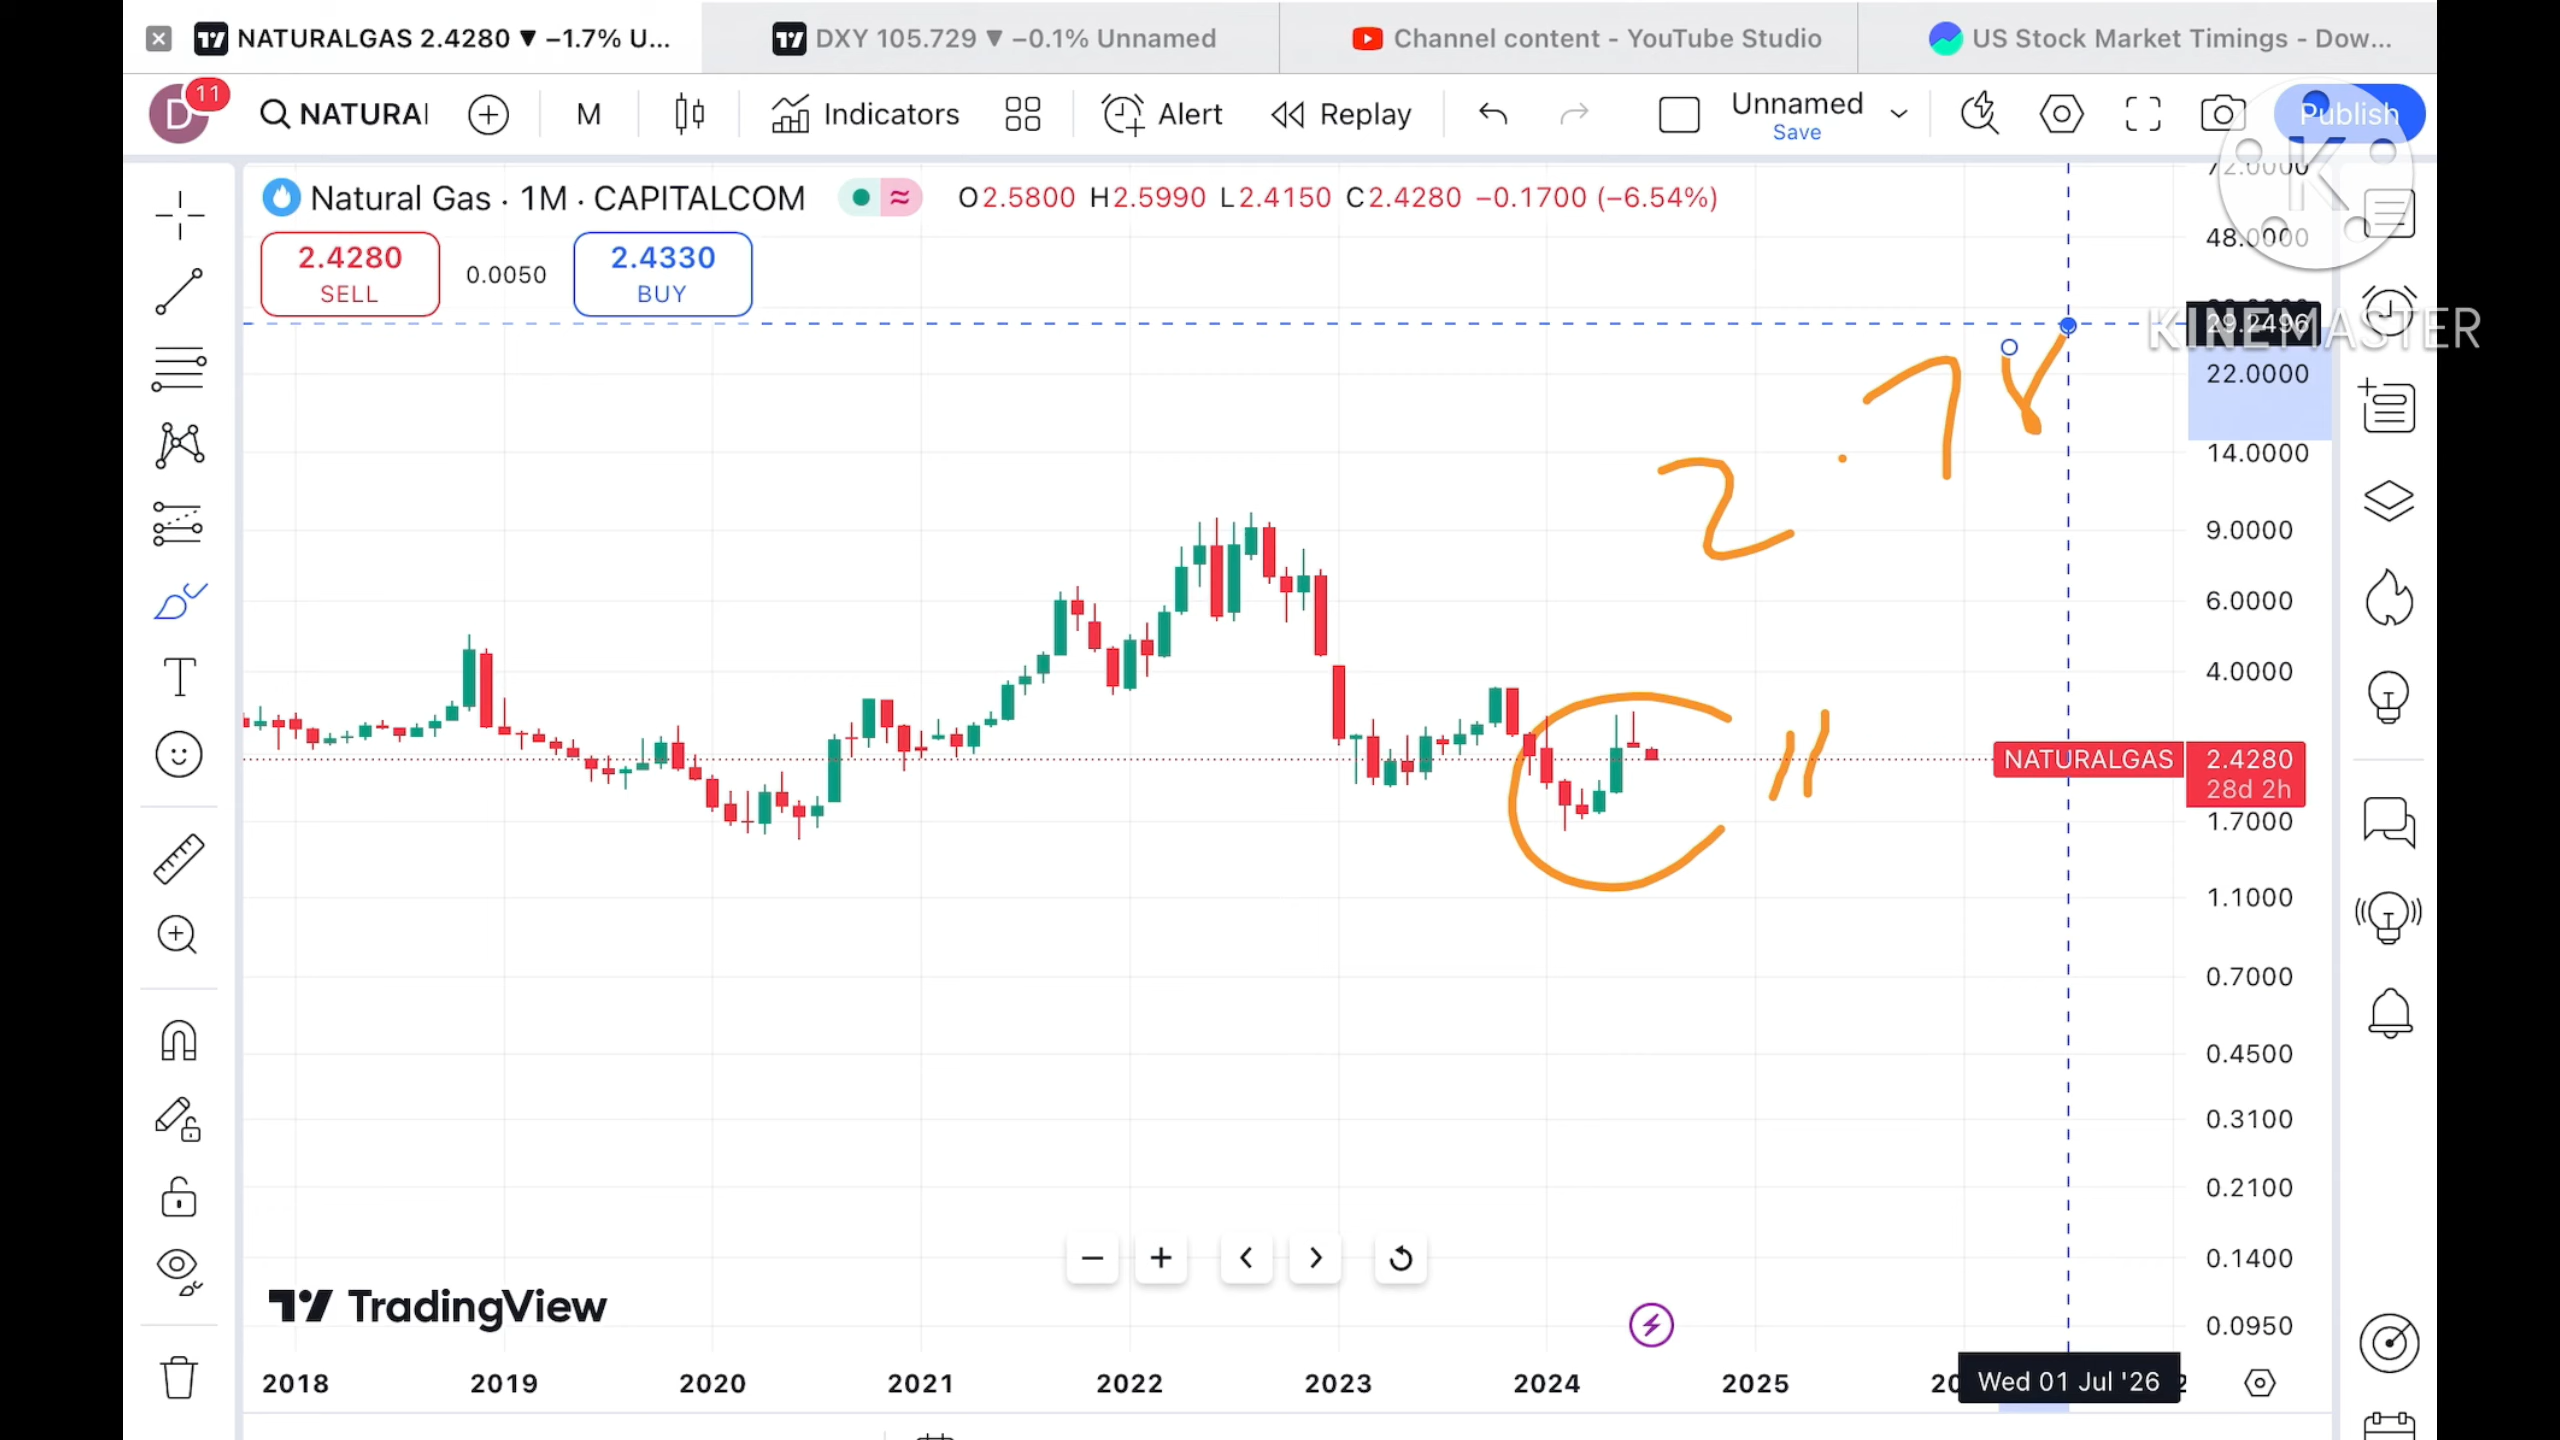 NATURALGAS 2.4280 ▼ −1.7% U...
DXY 105.729 ▼ −0.1% Unnamed
Channel content - YouTube Studio
US Stock Market Timings - Dow...
D 11 NATURA M Indicators Alert Replay Unnamed Save Publish
Natural Gas · 1M · CAPITALCOM O2.5800 H2.5990 L2.4150 C2.4280 −0.1700 (−6.54%)
2.4280 SELL 0.0050 2.4330 BUY
72.0000
48.0000
29.2496
KINEMASTER
22.0000
14.0000
9.0000
6.0000
4.0000
NATURALGAS 2.4280
28d 2h
1.7000
1.1000
0.7000
0.4500
0.3100
0.2100
0.1400
0.0950
2.7
TradingView
2018 2019 2020 2021 2022 2023 2024 2025 Wed 01 Jul '26